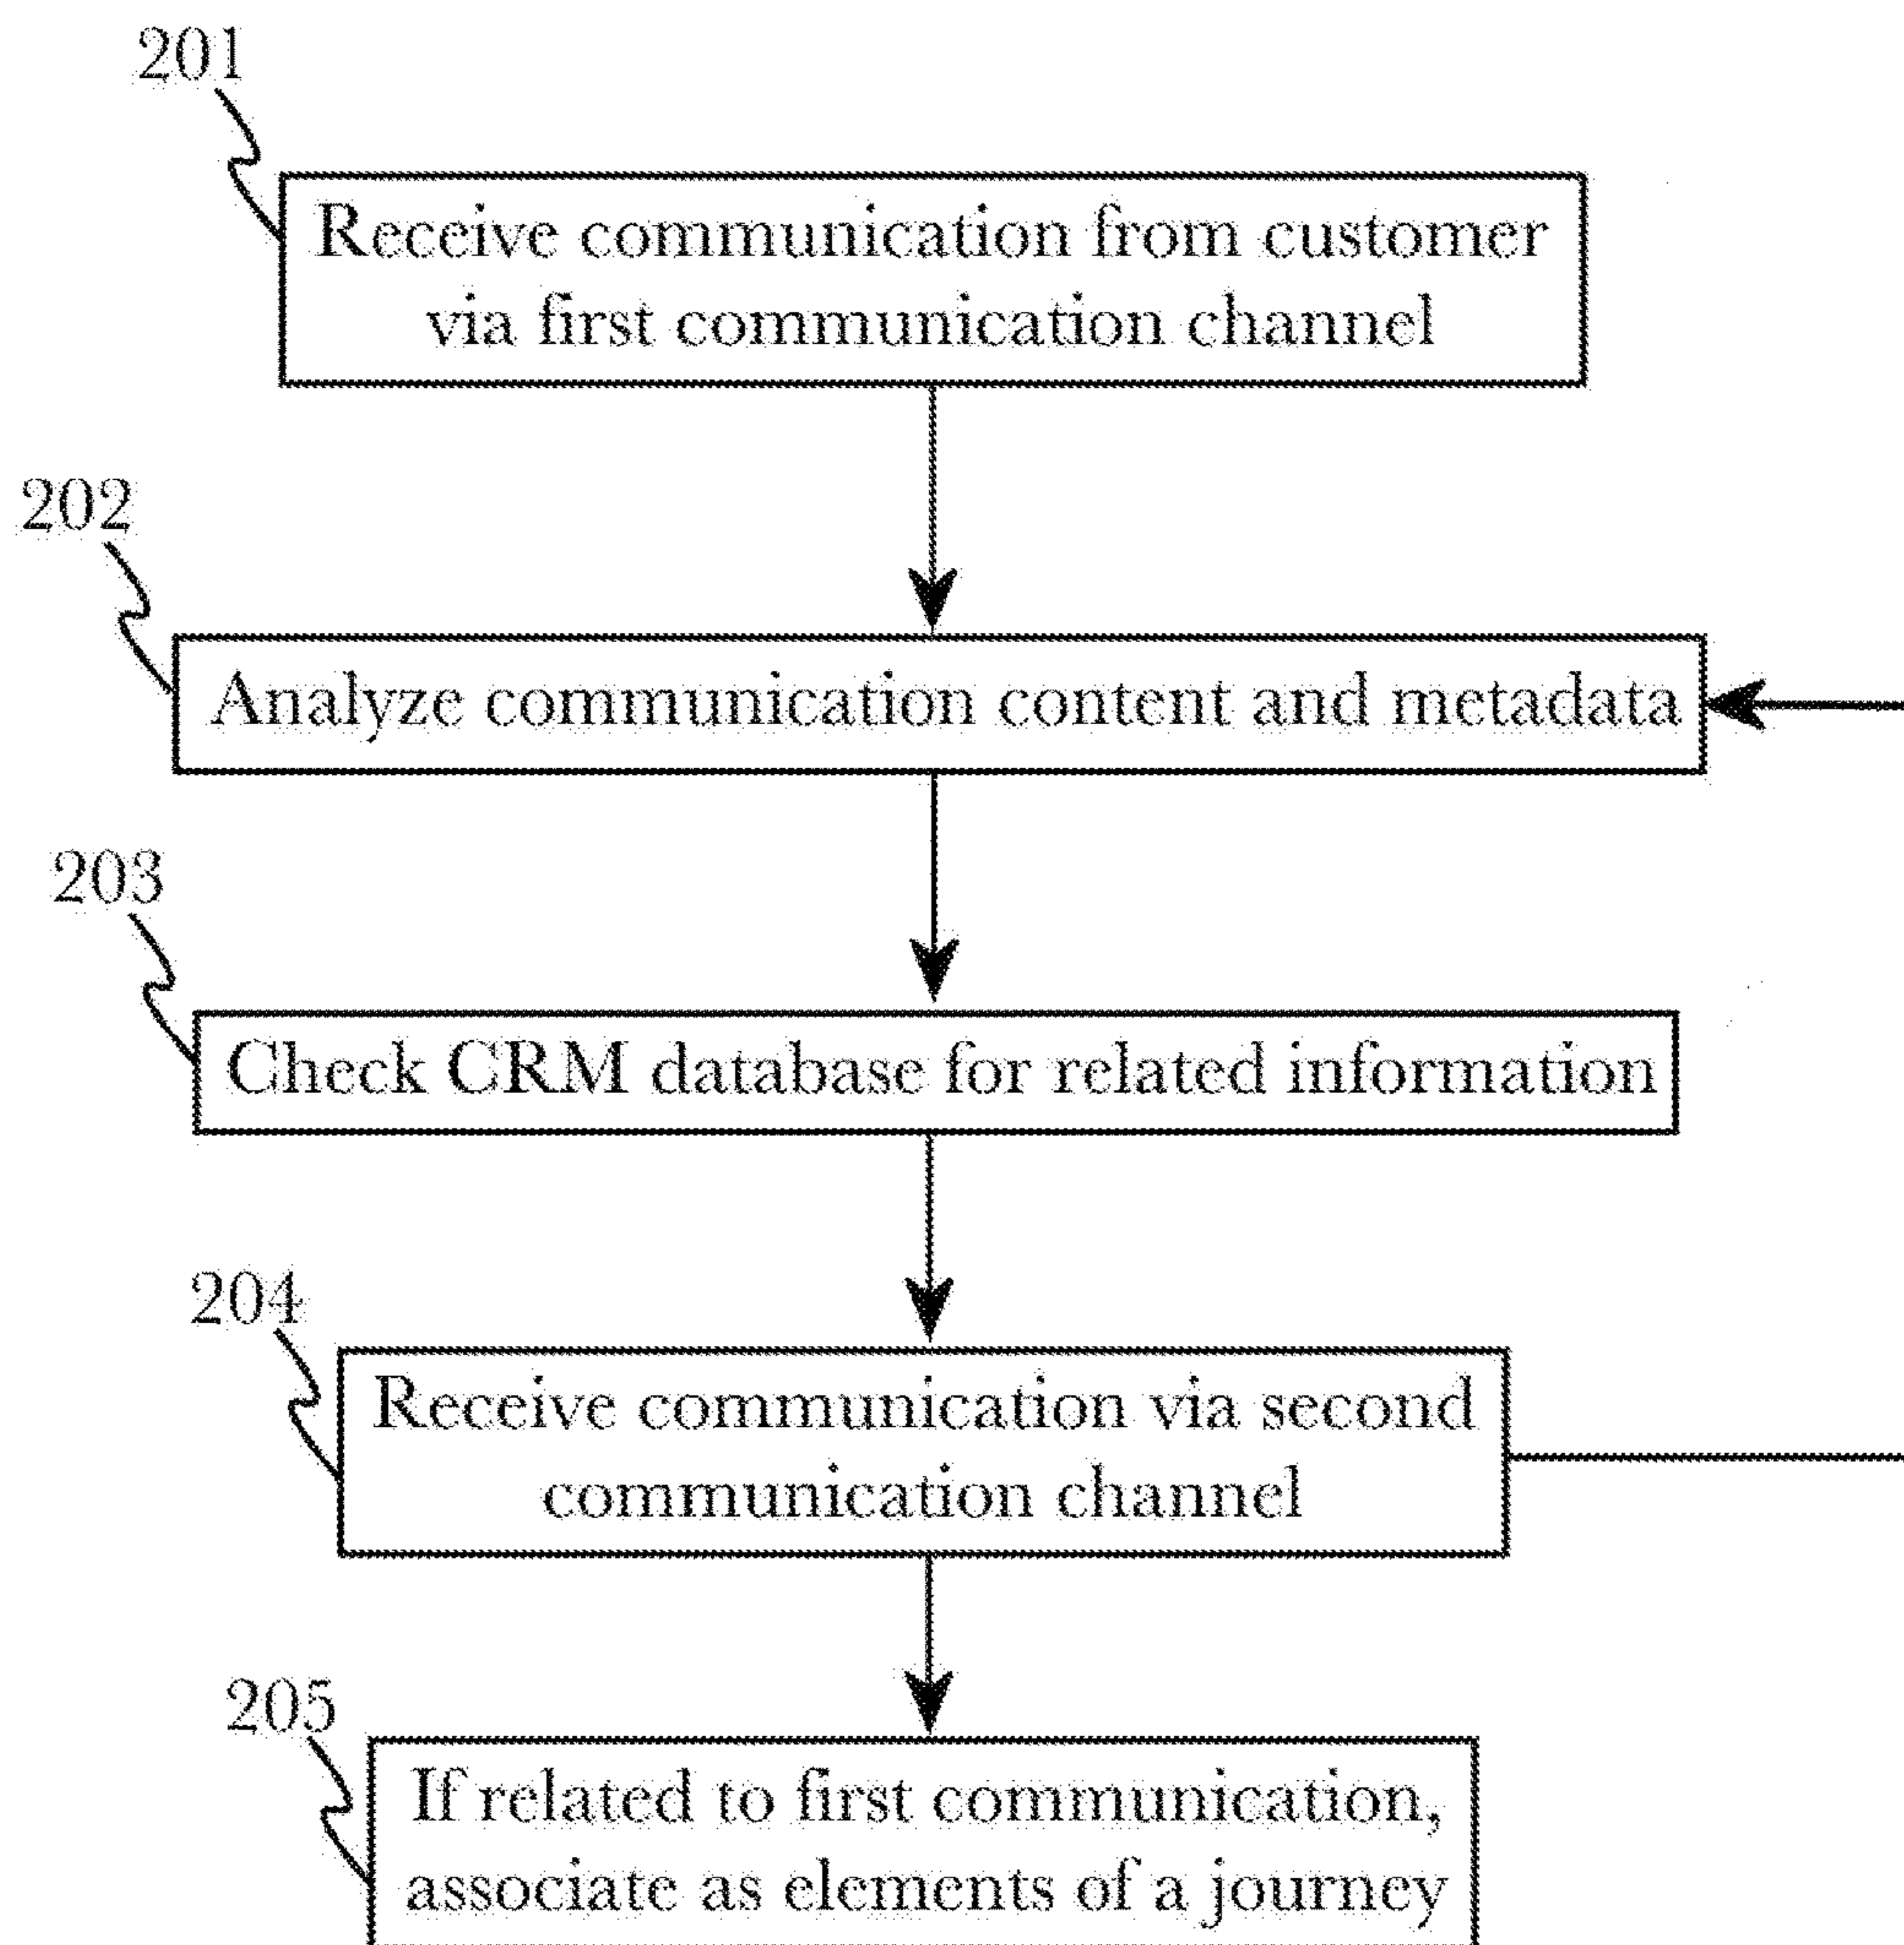 201
Receive communication from customer
via first communication channel
202
Analyze communication content and metadata
203
Check CRM database for related information
204
Receive communication via second
communication channel
205
If related to first communication,
associate as elements of a journey